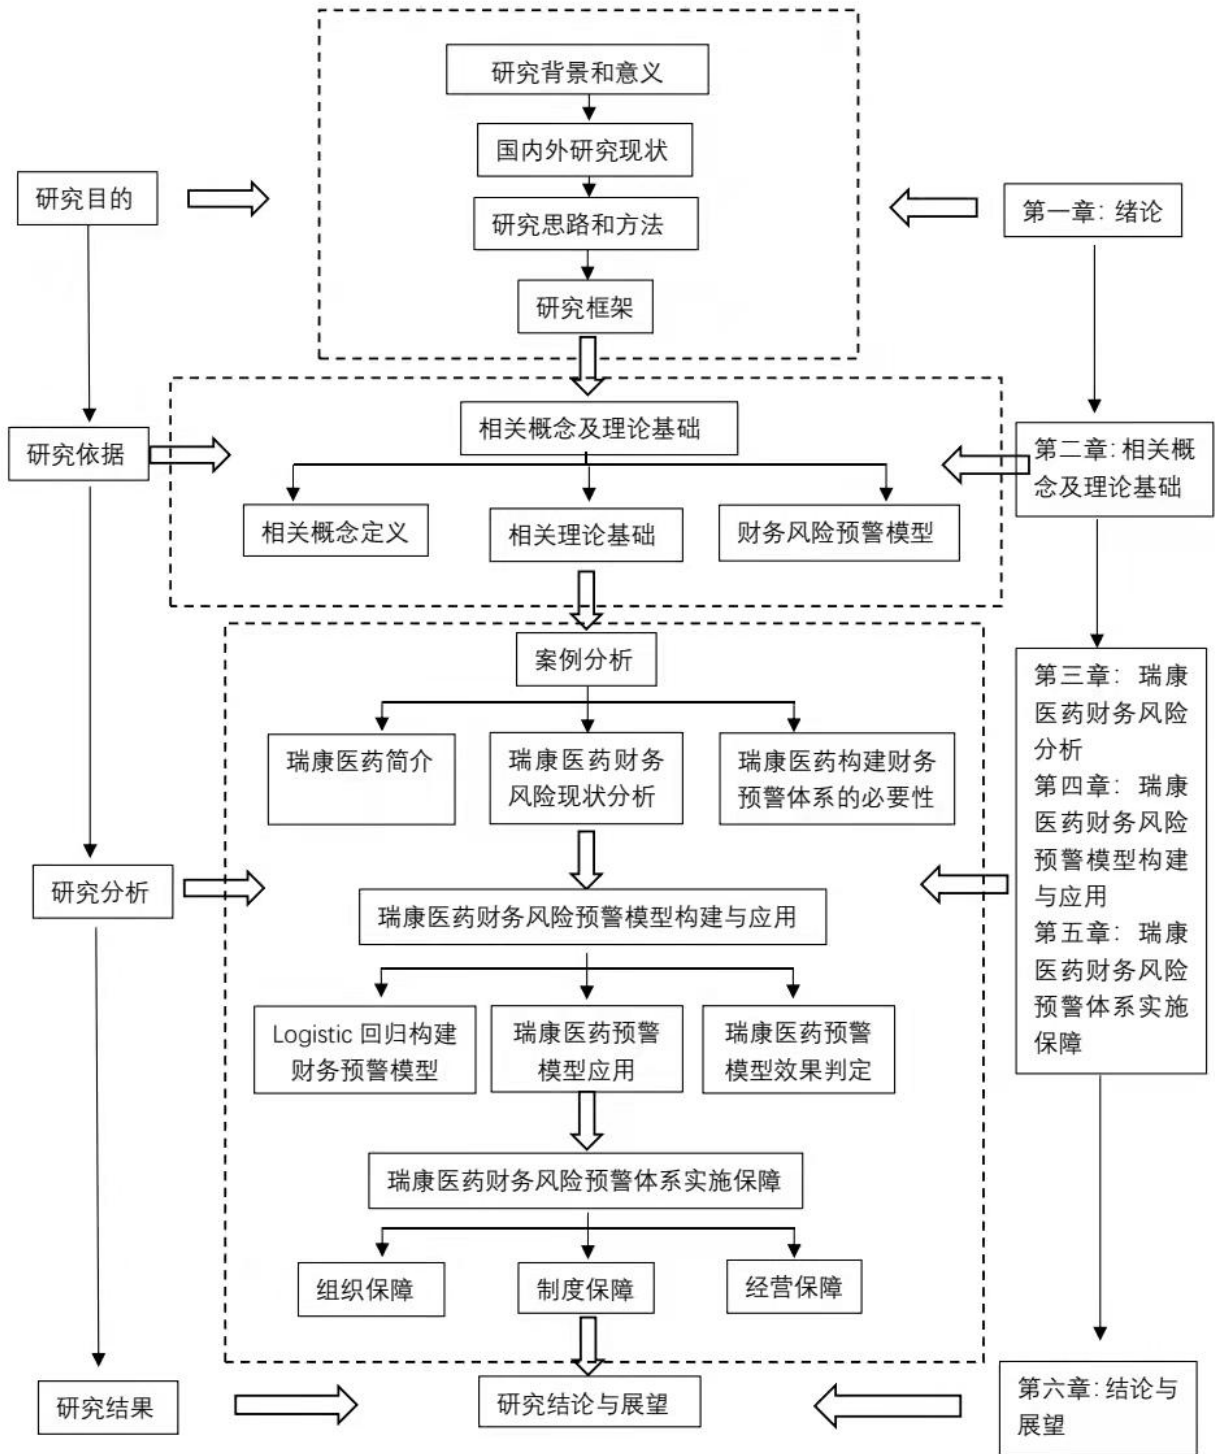 研究背景和意义
国内外研究现状
研究目的
研究思路和方法
第一章：绪论
研究框架
相关概念及理论基础
研究依据
第二章：相关概
念及理论基础
相关概念定义
相关理论基础
财务风险预警模型
案例分析
瑞康医药简介
瑞康医药财务
风险现状分析
瑞康医药构建财务
预警体系的必要性
第三章：瑞康
医药财务风险
分析
第四章：瑞康
医药财务风险
预警模型构建
与应用
第五章：瑞康
医药财务风险
预警体系实施
保障
研究分析
瑞康医药财务风险预警模型构建与应用
Logistic 回归构建
财务预警模型
瑞康医药预警
模型应用
瑞康医药预警
模型效果判定
瑞康医药财务风险预警体系实施保障
组织保障
制度保障
经营保障
研究结果
研究结论与展望
第六章：结论与
展望